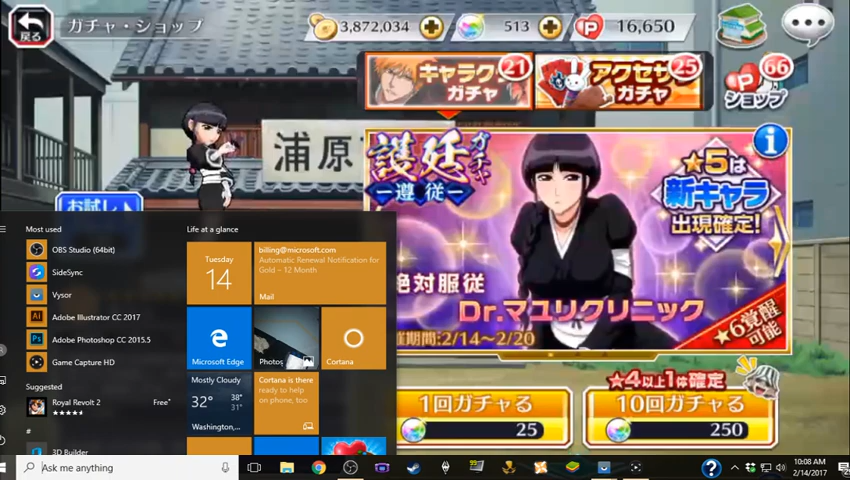 戻る
ガチャ・ショップ
3,872,034
513
P
16,650
キャラク
ガチャ
21
アクセサ
ガチャ
25
P
66
ショップ
浦原
護廷
ガチャ
-遵従-
i
★5は
新キャラ
出現確定!
お試し
絶対服従
Dr.マユリクリニック
催期間:2/14～2/20
★6覚醒
可能
★4以上1体確定
1回ガチャる
25
10回ガチャる
250
Most used
OBS Studio (64bit)
SideSync
Vysor
Adobe Illustrator CC 2017
Adobe Photoshop CC 2015.5
Game Capture HD
Suggested
Royal Revolt 2
Free*
#
3D Builder
Life at a glance
Tuesday
14
billing@microsoft.com
Automatic Renewal Notification for
Gold – 12 Month
Mail
Microsoft Edge
Photos
Cortana
Mostly Cloudy
32°
38°
31°
Washington,...
Cortana is there
ready to help
on phone, too
Ask me anything
10:08 AM
2/14/2017